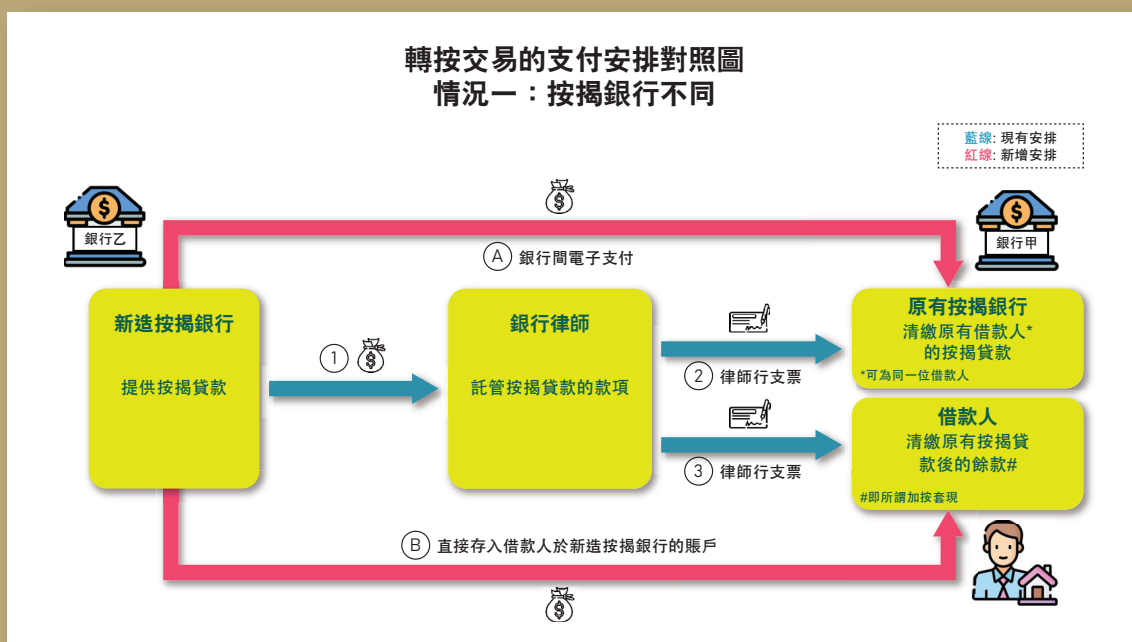 轉按交易的支付安排對照圖
情況一：按揭銀行不同
藍線: 現有安排
紅線: 新增安排
$
銀行乙
$
$
銀行甲
A 銀行間電子支付
新造按揭銀行
提供按揭貸款
1
$
銀行律師
託管按揭貸款的款項
2 律師行支票
3 律師行支票
原有按揭銀行
清繳原有借款人*
的按揭貸款
*可為同一位借款人
借款人
清繳原有按揭貸
款後的餘款#
#即所謂加按套現
B 直接存入借款人於新造按揭銀行的賬戶
$